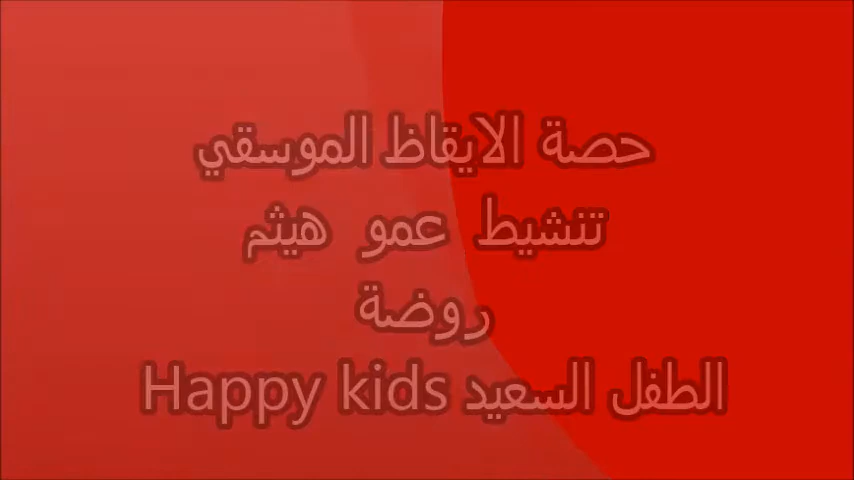 حصة الايقاظ الموسقي
تنشيط عمو هيثم
روضة
الطفل السعيد Happy kids